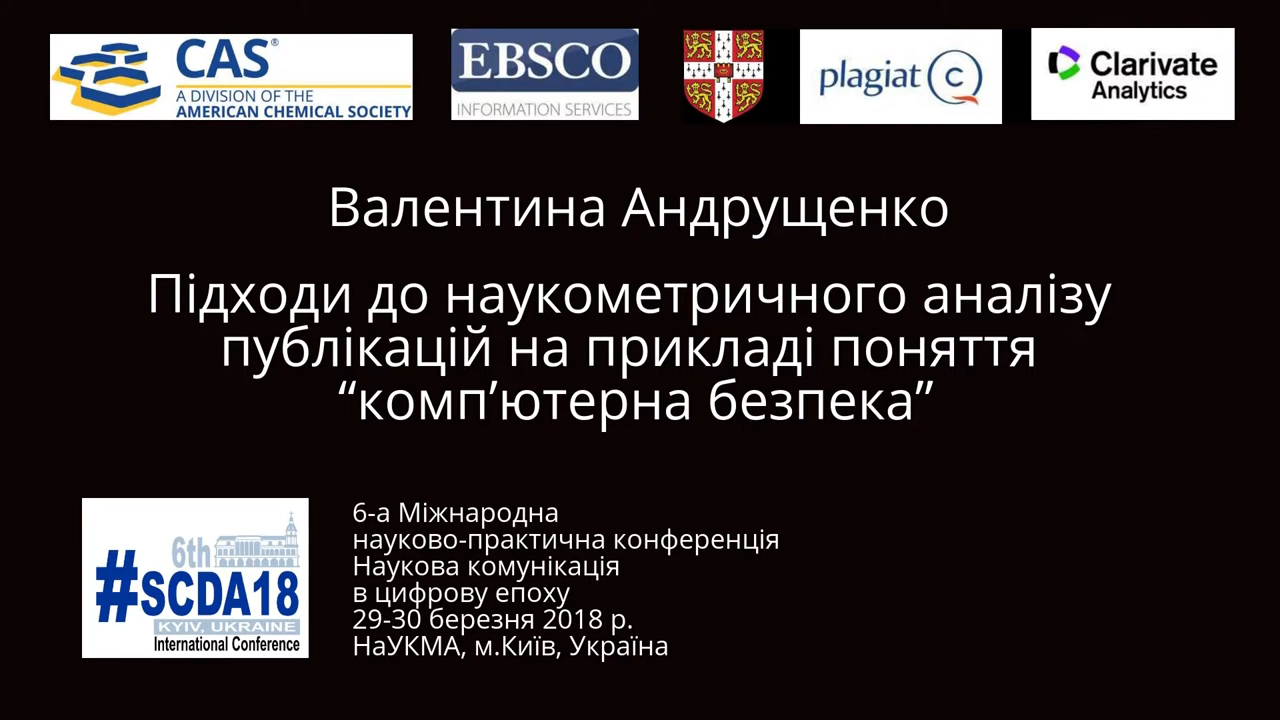 CAS®
A DIVISION OF THE
AMERICAN CHEMICAL SOCIETY
EBSCO
INFORMATION SERVICES
plagiat c
Clarivate
Analytics
Валентина Андрущенко
Підходи до наукометричного аналізу
публікацій на прикладі поняття
“комп’ютерна безпека”
6th
#SCDA18
KYIV, UKRAINE
International Conference
6-а Міжнародна
науково-практична конференція
Наукова комунікація
в цифрову епоху
29-30 березня 2018 р.
НаУКМА, м.Київ, Україна